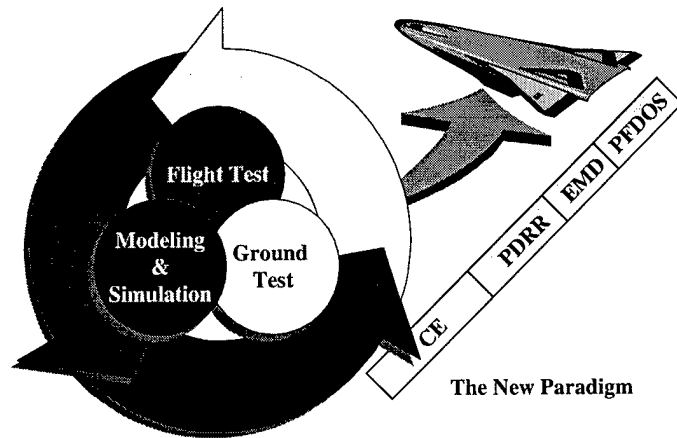 Flight Test
Modeling
&
Simulation
Ground
Test
CE
PDRR
EMD
PFDOS
The New Paradigm